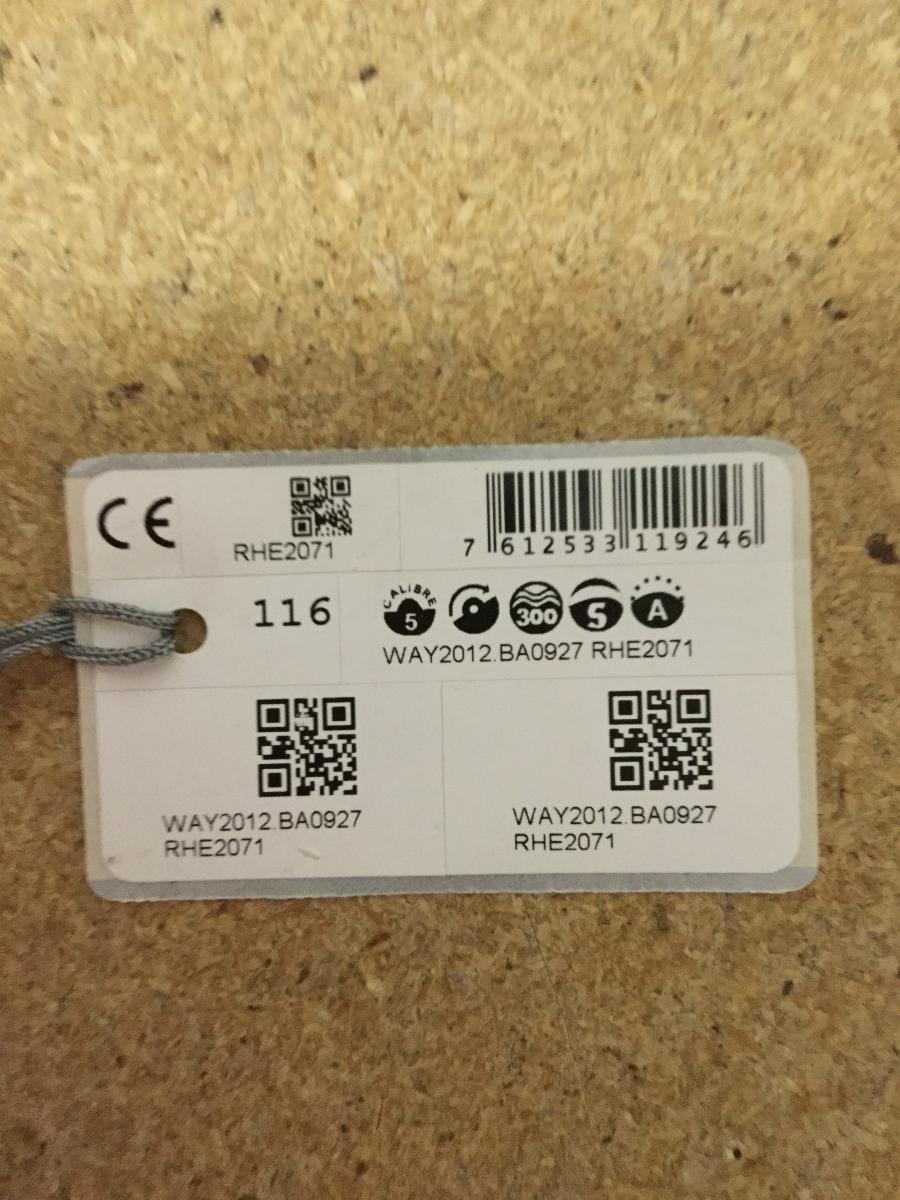 CE
RHE2071
7 612533 119246
116
CALIBRE 5
300
S
A
WAY2012.BA0927 RHE2071
WAY2012.BA0927
RHE2071
WAY2012.BA0927
RHE2071